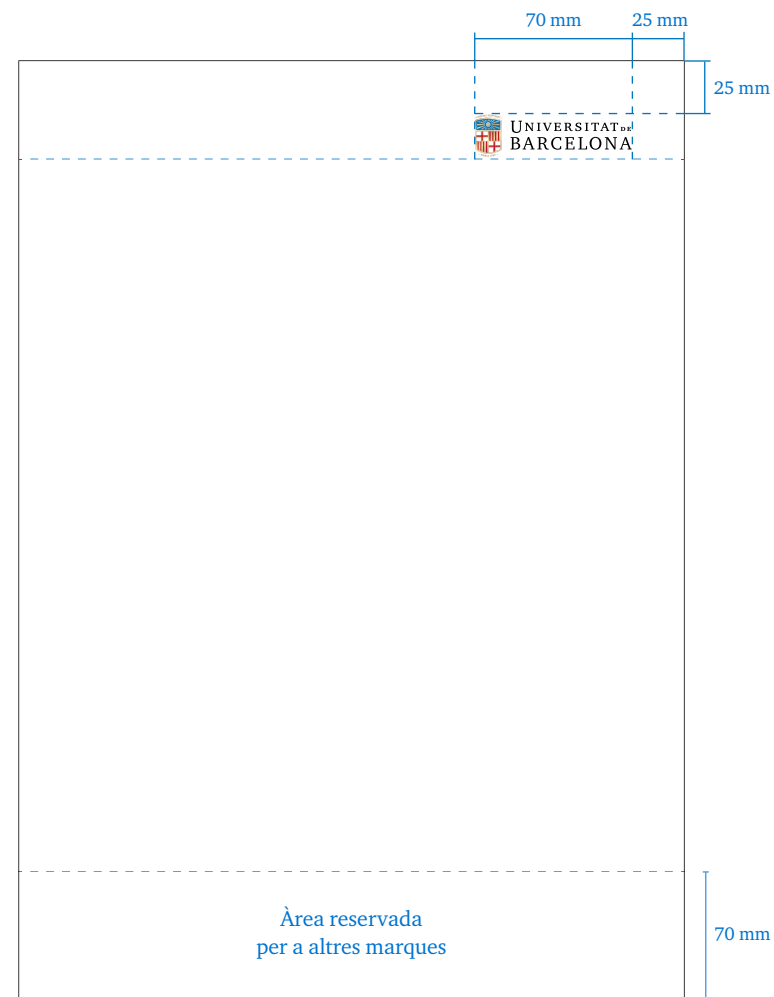 70 mm 25 mm
25 mm
UNIVERSITAT DE
BARCELONA
Àrea reservada
per a altres marques
70 mm